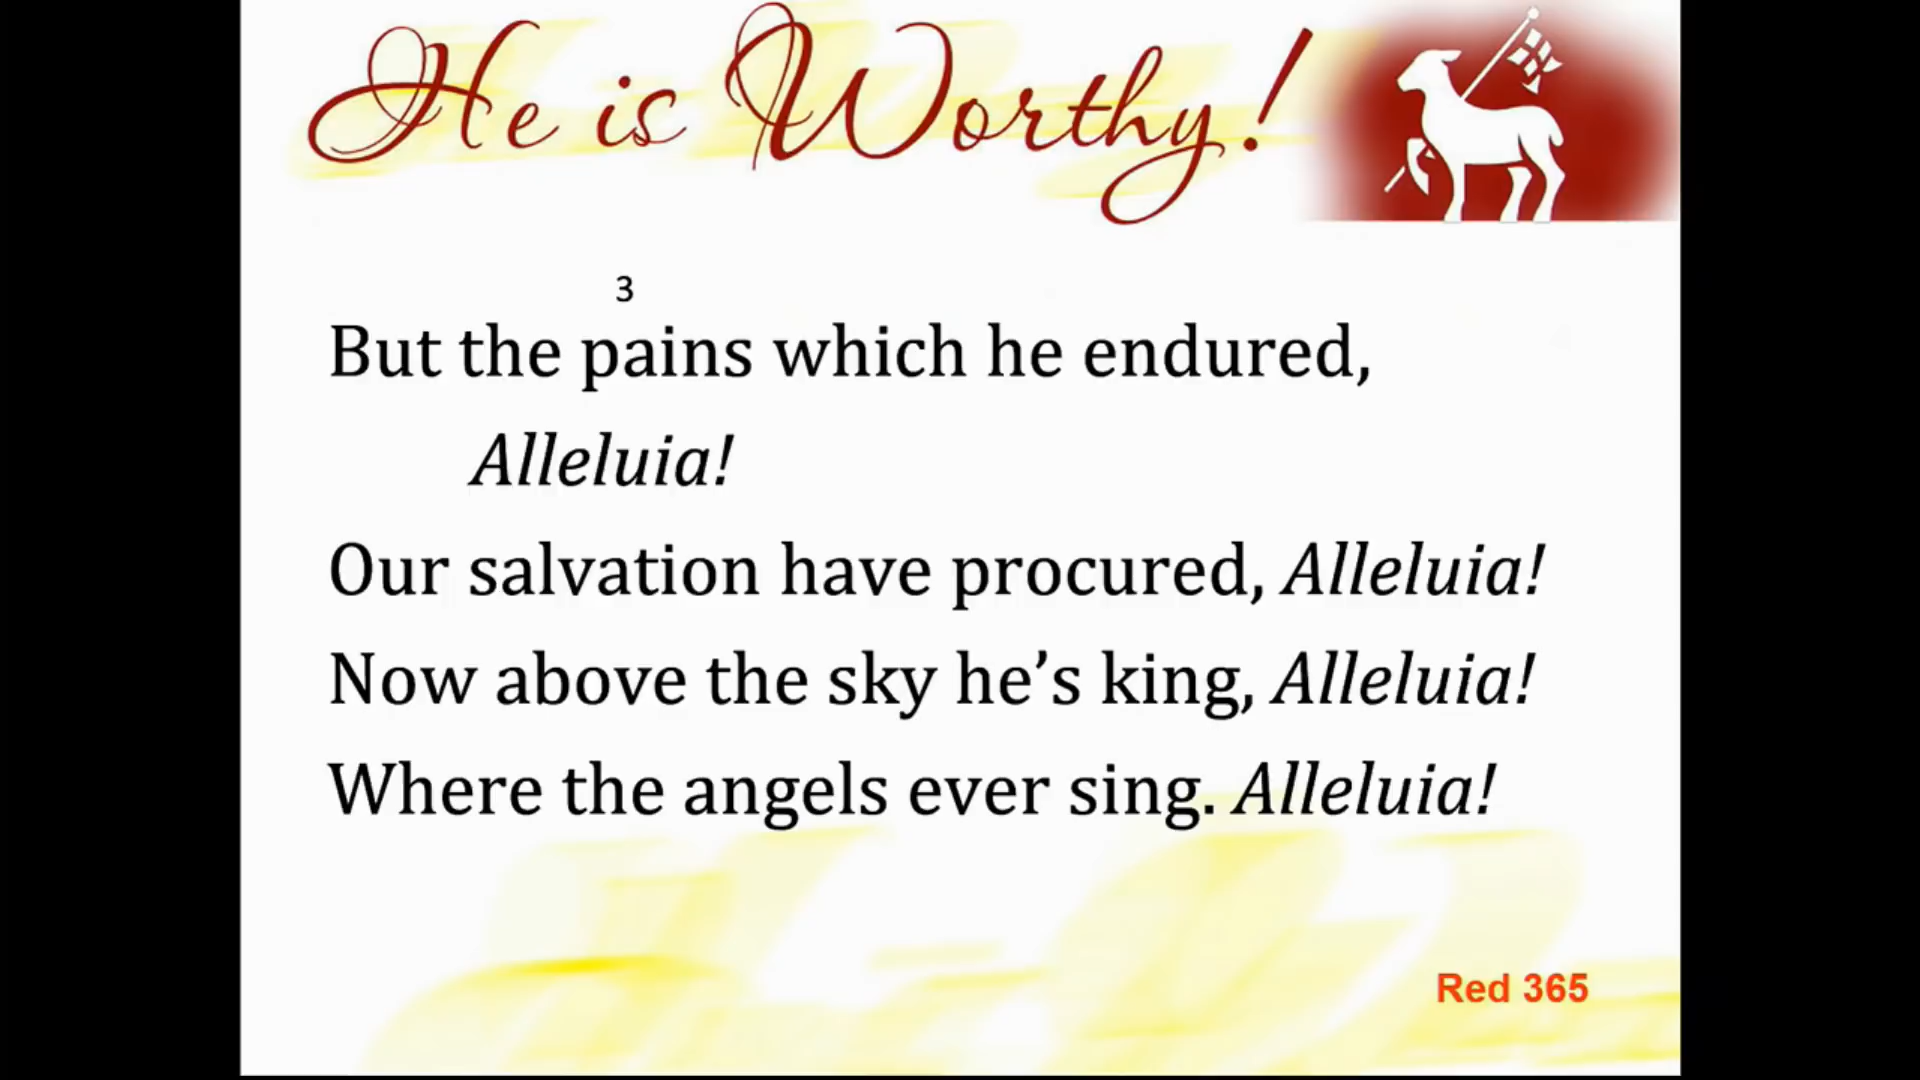 He is Worthy!
3
But the pains which he endured,
Alleluia!
Our salvation have procured, Alleluia!
Now above the sky he’s king, Alleluia!
Where the angels ever sing. Alleluia!
Red 365